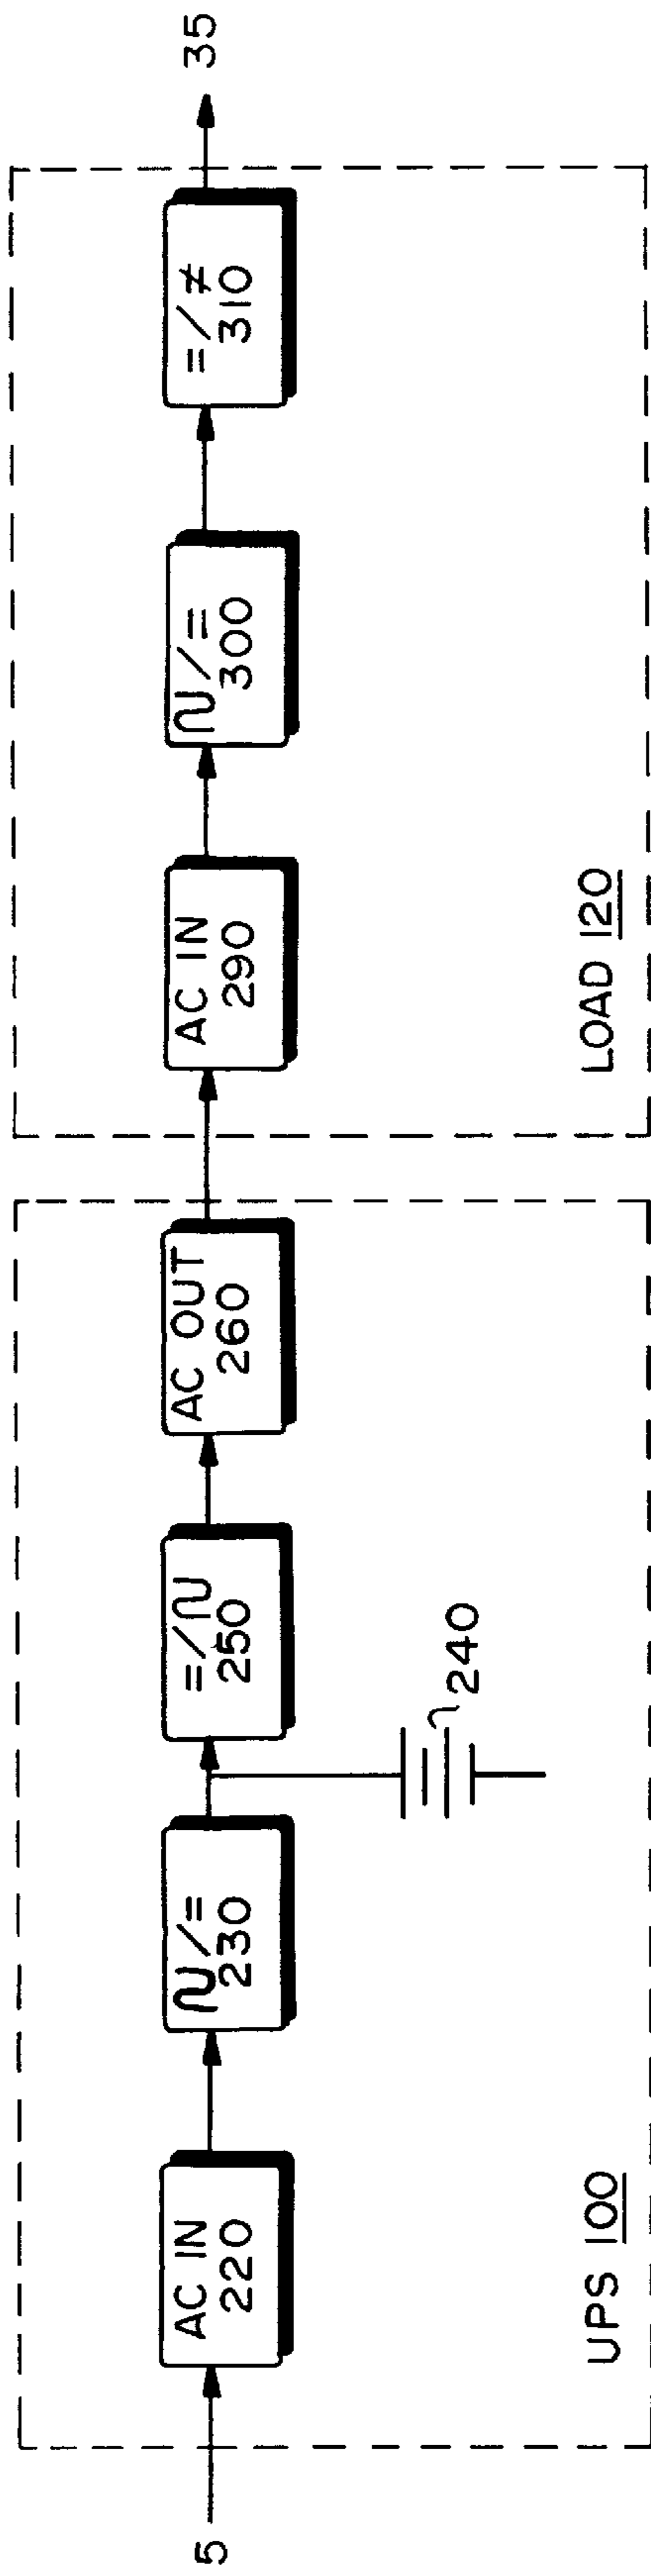 5
AC IN
220
∿/=
230
240
=/∿
250
AC OUT
260
UPS 100
AC IN
290
∿/=
300
=/≠
310
35
LOAD 120